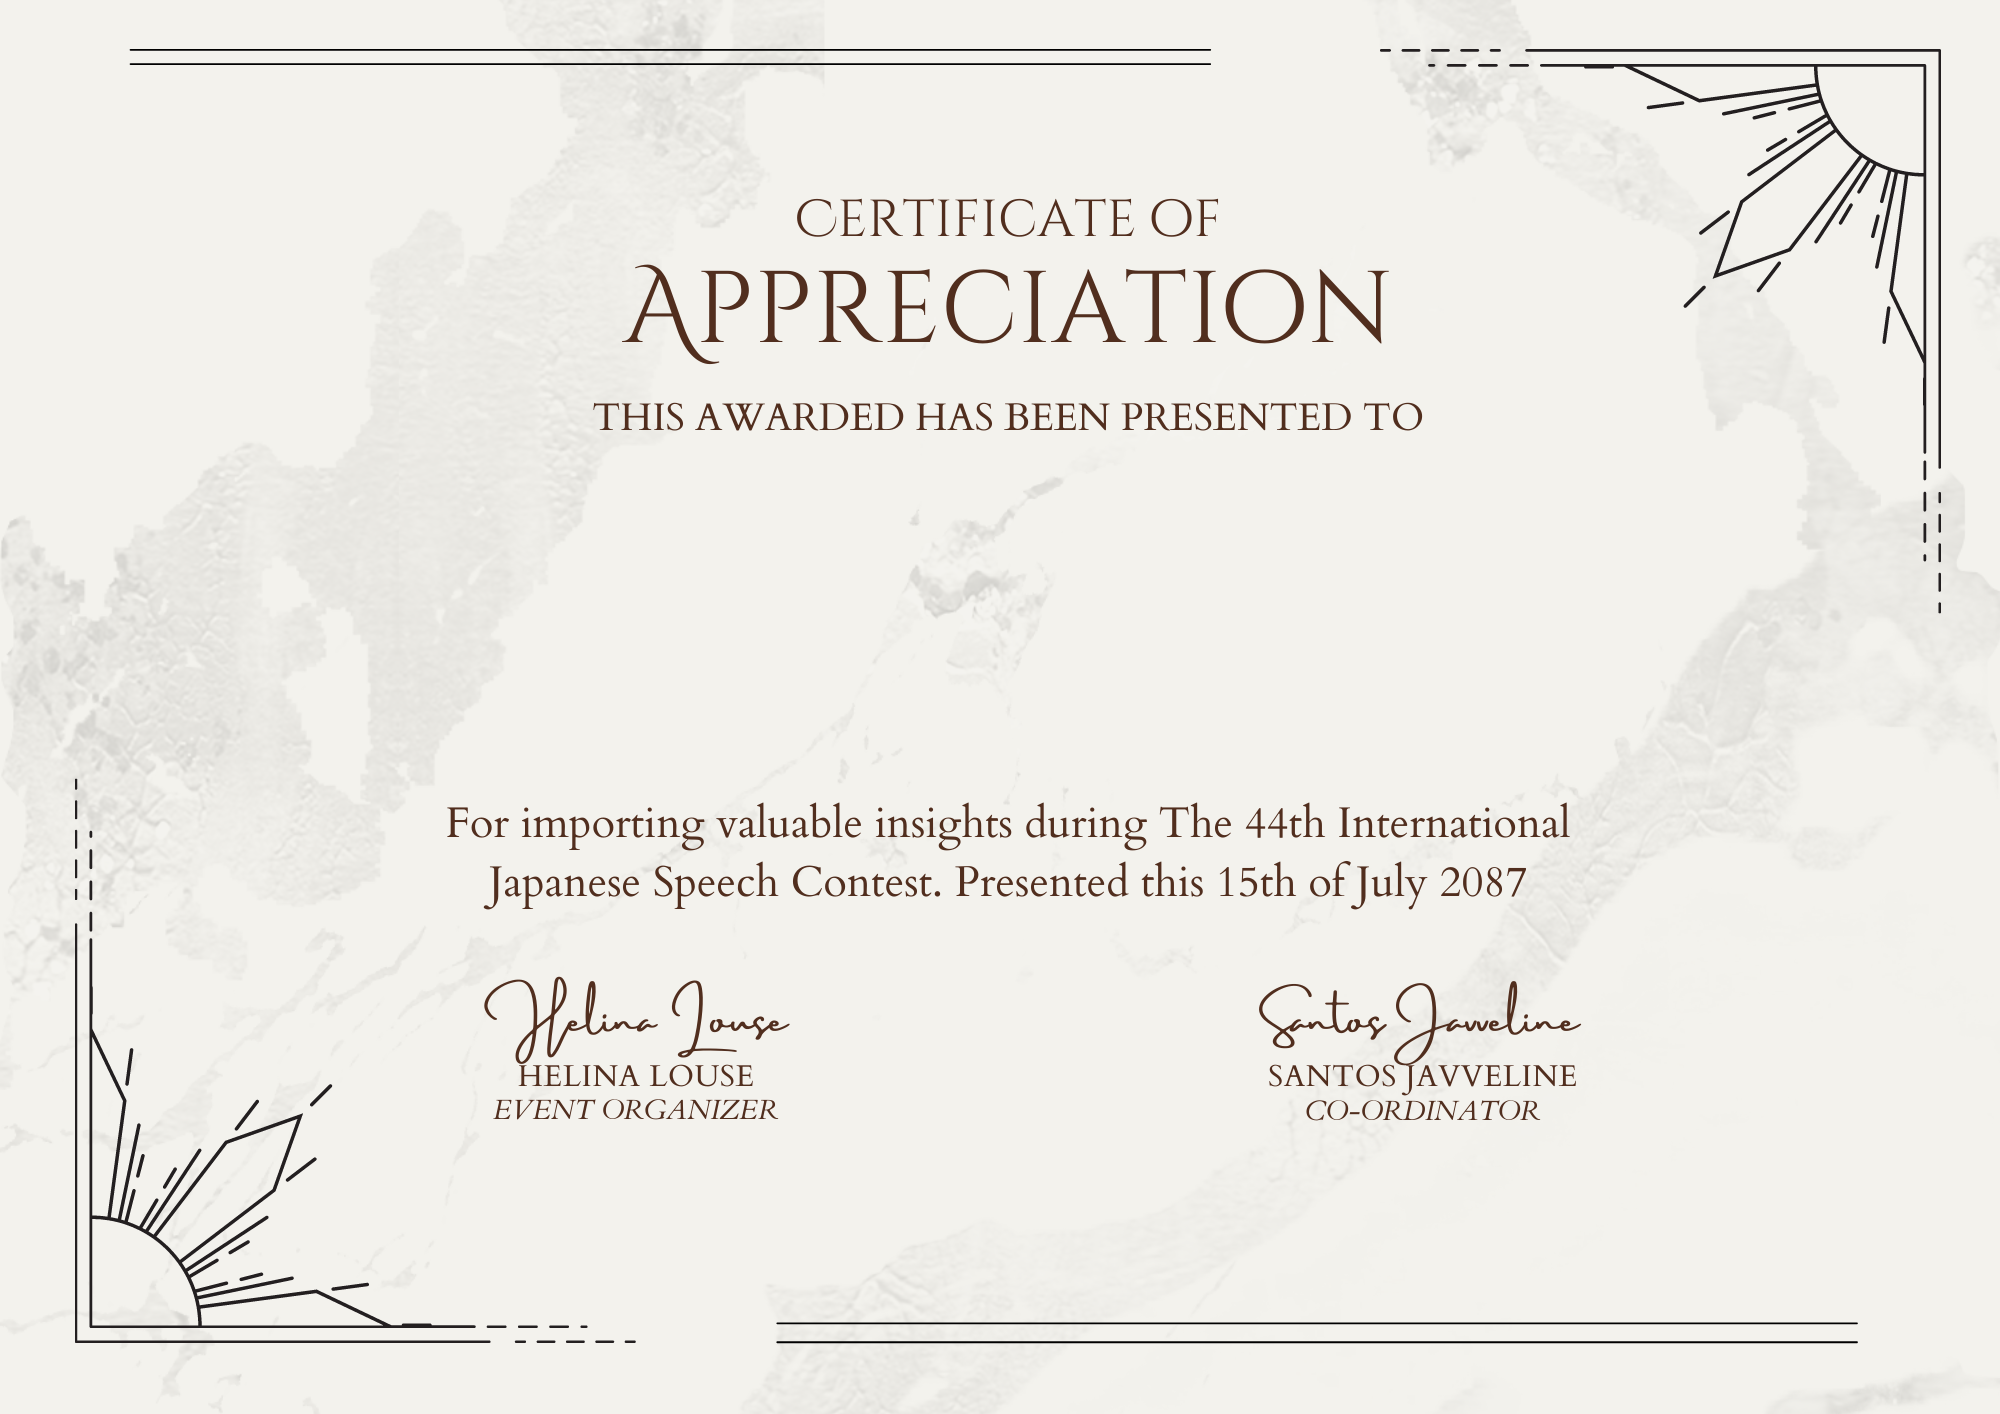 CERTIFICATE OF
APPRECIATION
THIS AWARDED HAS BEEN PRESENTED TO
For importing valuable insights during The 44th International
Japanese Speech Contest. Presented this 15th of July 2087
Helina Louse
HELINA LOUSE
EVENT ORGANIZER
Santos Javveline
SANTOS JAVVELINE
CO-ORDINATOR